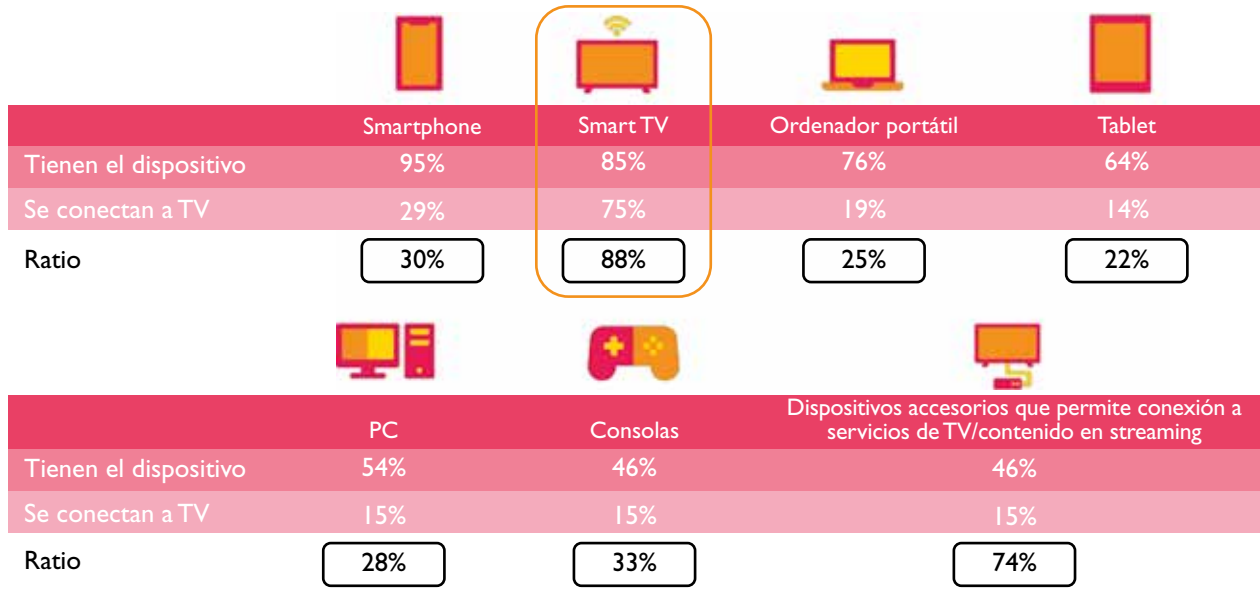 Smartphone Smart TV Ordenador portátil Tablet
Tienen el dispositivo 95% 85% 76% 64%
Se conectan a TV 29% 75% 19% 14%
Ratio 30% 88% 25% 22%
PC Consolas Dispositivos accesorios que permite conexión a
servicios de TV/contenido en streaming
Tienen el dispositivo 54% 46% 46%
Se conectan a TV 15% 15% 15%
Ratio 28% 33% 74%